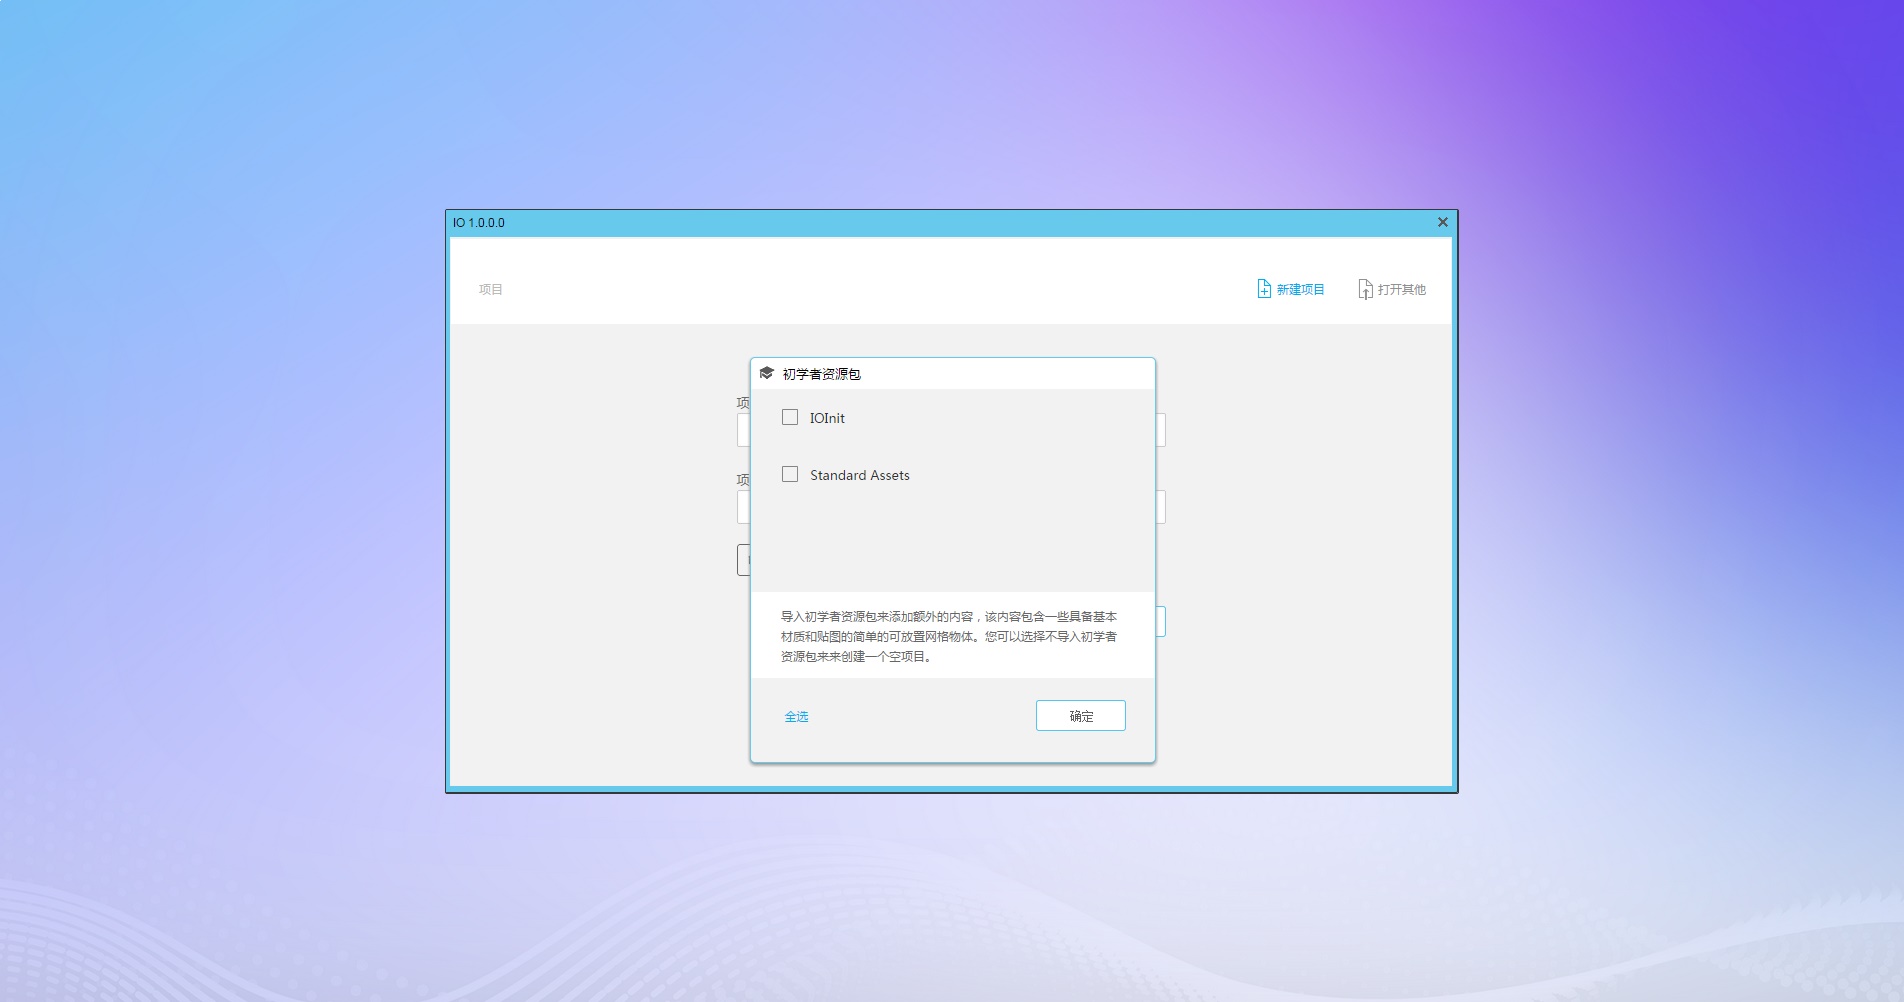 IO 1.0.0.0
项目
新建项目
打开其他
初学者资源包
项
IOInit
项
Standard Assets
导入初学者资源包来添加额外的内容，该内容包含一些具备基本
材质和贴图的简单的可放置网格物体。您可以选择不导入初学者
资源包来来创建一个空项目。
全选
确定